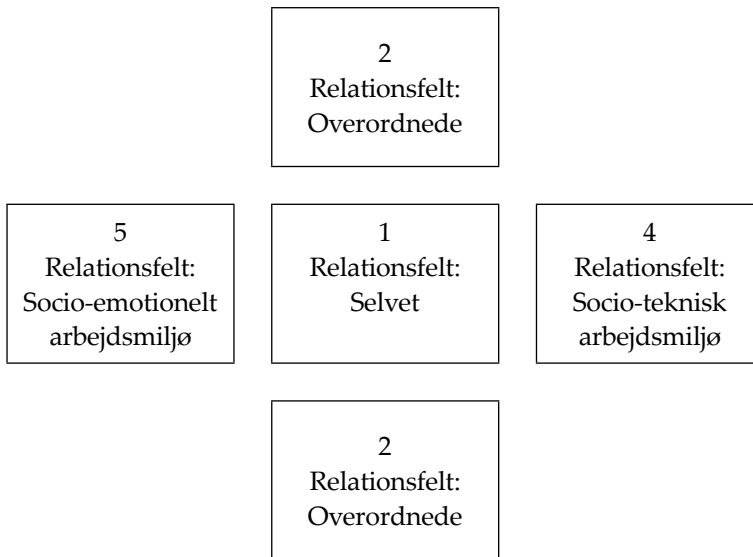 2
Relationsfelt:
Overordnede
5
Relationsfelt:
Socio-emotionelt
arbejdsmiljø
1
Relationsfelt:
Selvet
4
Relationsfelt:
Socio-teknisk
arbejdsmiljø
2
Relationsfelt:
Overordnede